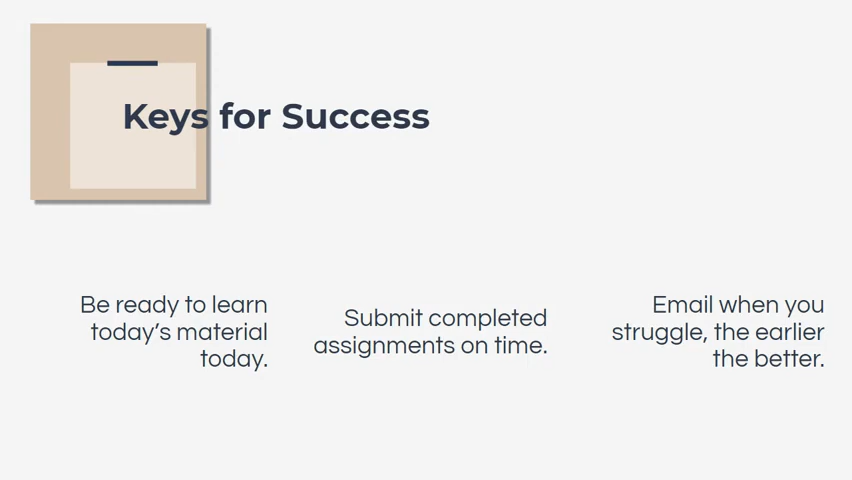 Keys for Success
Be ready to learn
today’s material
today.
Submit completed
assignments on time.
Email when you
struggle, the earlier
the better.